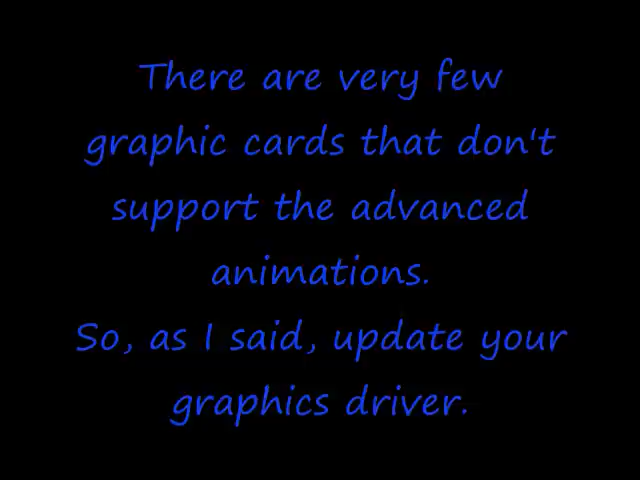 There are very few
graphic cards that don't
support the advanced
animations.
So, as I said, update your
graphics driver.